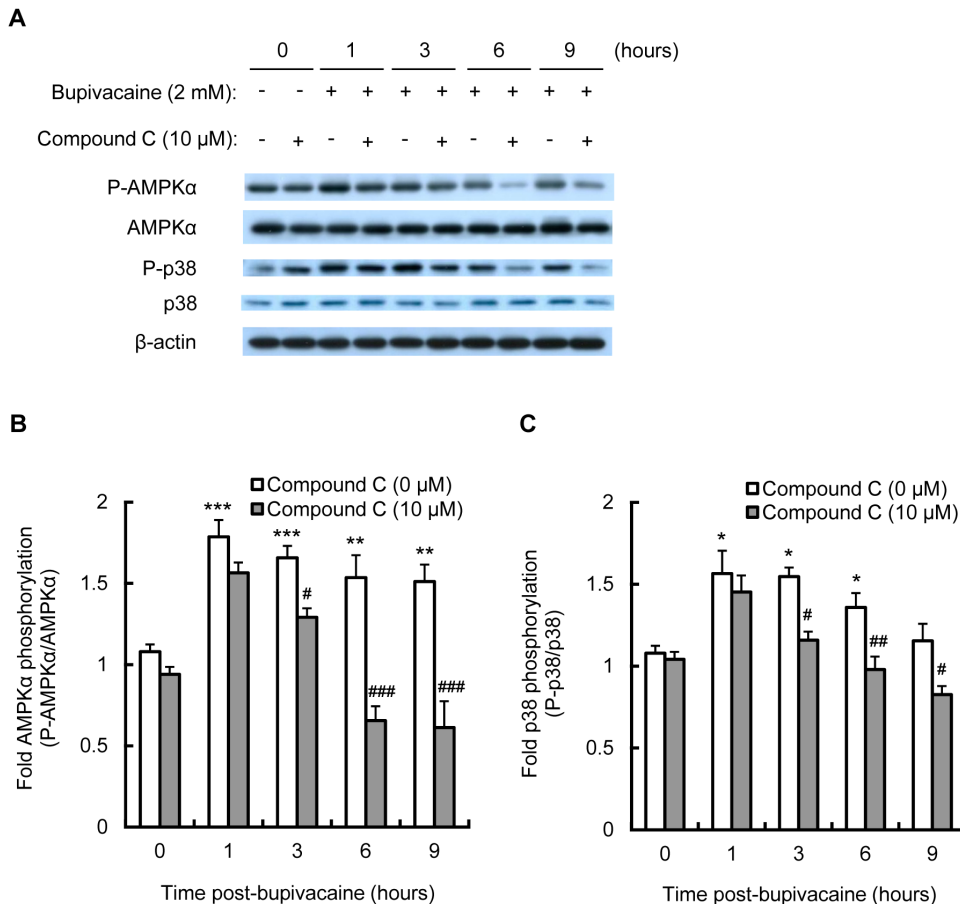 A
0 1 3 6 9 (hours)
Bupivacaine (2 mM): - - + + + + + + + +
Compound C (10 µM): - + - + - + - + - +
P-AMPKα
AMPKα
P-p38
p38
β-actin
B
Compound C (0 µM)
Compound C (10 µM)
Fold AMPKα phosphorylation
(P-AMPKα/AMPKα)
2
1.5
1
0.5
0
*** *** ** **
# ### ###
0 1 3 6 9
Time post-bupivacaine (hours)
C
Compound C (0 µM)
Compound C (10 µM)
Fold p38 phosphorylation
(P-p38/p38)
2
1.5
1
0.5
0
* * *
# ## #
0 1 3 6 9
Time post-bupivacaine (hours)